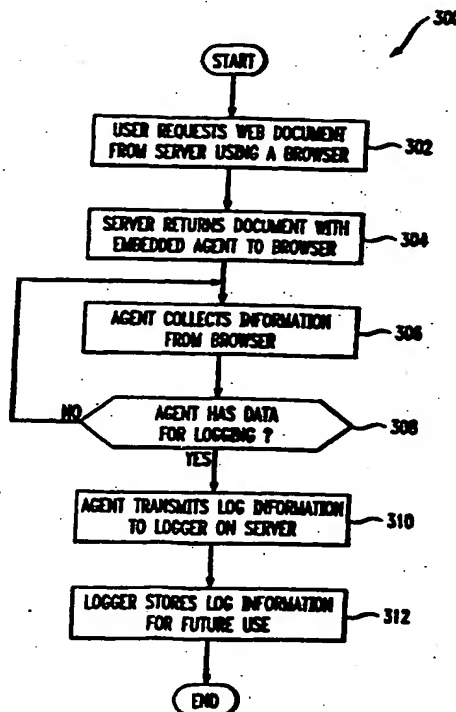 300
START
USER REQUESTS WEB DOCUMENT
FROM SERVER USING A BROWSER
302
SERVER RETURNS DOCUMENT WITH
EMBEDDED AGENT TO BROWSER
304
AGENT COLLECTS INFORMATION
FROM BROWSER
306
AGENT HAS DATA
FOR LOGGING ?
308
NO
YES
AGENT TRANSMITS LOG INFORMATION
TO LOGGER ON SERVER
310
LOGGER STORES LOG INFORMATION
FOR FUTURE USE
312
END